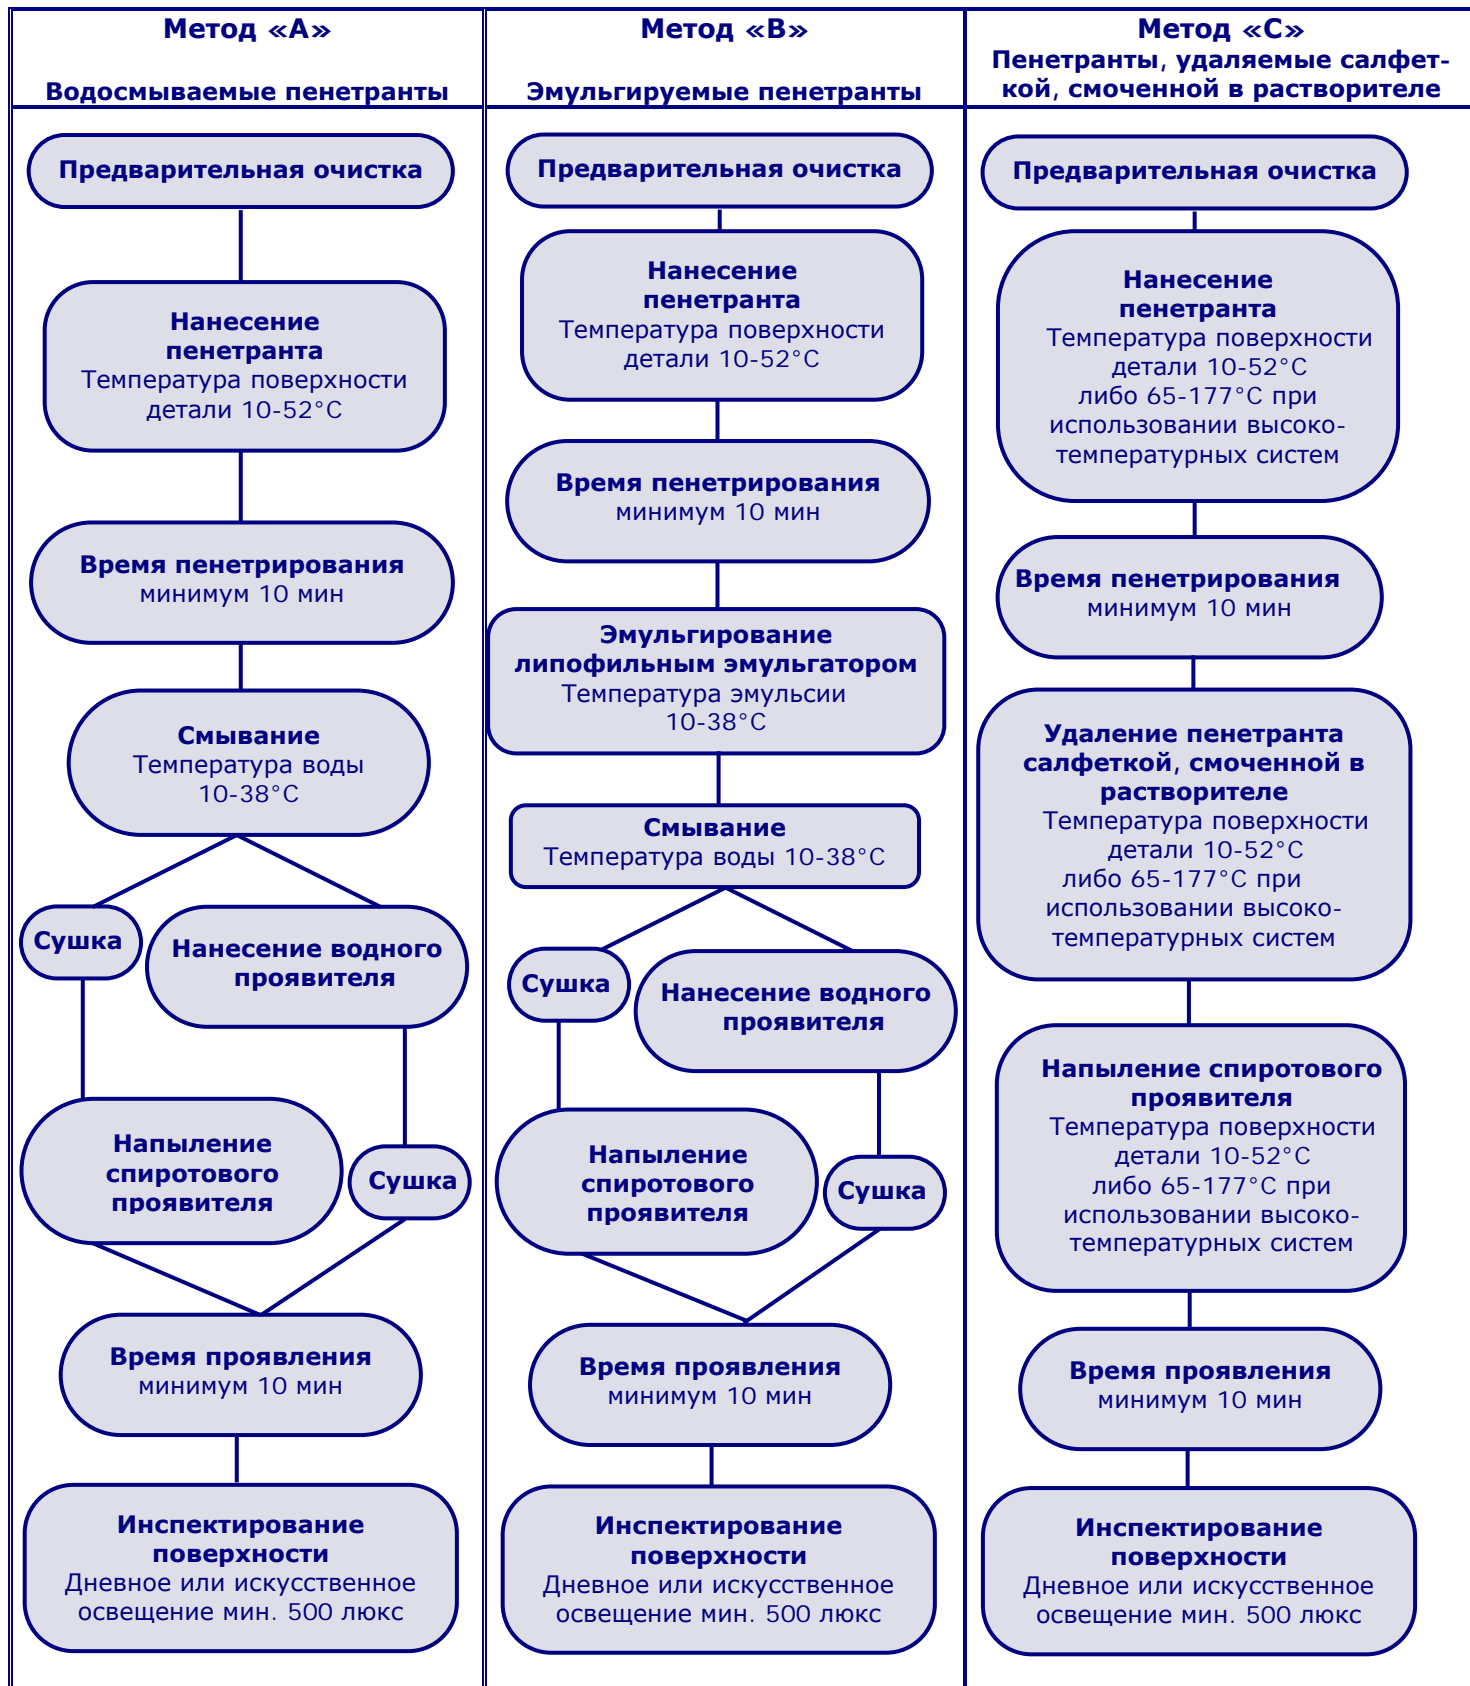 Метод «A»
Водосмываемые пенетранты
Предварительная очистка
Нанесение
пенетранта
Температура поверхности
детали 10-52°C
Время пенетрирования
минимум 10 мин
Смывание
Температура воды
10-38°C
Сушка
Нанесение водного
проявителя
Напыление
спиротового
проявителя
Сушка
Время проявления
минимум 10 мин
Инспектирование
поверхности
Дневное или искусственное
освещение мин. 500 люкс
Метод «B»
Эмульгируемые пенетранты
Предварительная очистка
Нанесение
пенетранта
Температура поверхности
детали 10-52°C
Время пенетрирования
минимум 10 мин
Эмульгирование
липофильным эмульгатором
Температура эмульсии
10-38°C
Смывание
Температура воды 10-38°C
Сушка
Нанесение водного
проявителя
Напыление
спиротового
проявителя
Сушка
Время проявления
минимум 10 мин
Инспектирование
поверхности
Дневное или искусственное
освещение мин. 500 люкс
Метод «C»
Пенетранты, удаляемые салфет-
кой, смоченной в растворителе
Предварительная очистка
Нанесение
пенетранта
Температура поверхности
детали 10-52°C
либо 65-177°C при
использовании высоко-
температурных систем
Время пенетрирования
минимум 10 мин
Удаление пенетранта
салфеткой, смоченной в
растворителе
Температура поверхности
детали 10-52°C
либо 65-177°C при
использовании высоко-
температурных систем
Напыление спиротового
проявителя
Температура поверхности
детали 10-52°C
либо 65-177°C при
использовании высоко-
температурных систем
Время проявления
минимум 10 мин
Инспектирование
поверхности
Дневное или искусственное
освещение мин. 500 люкс